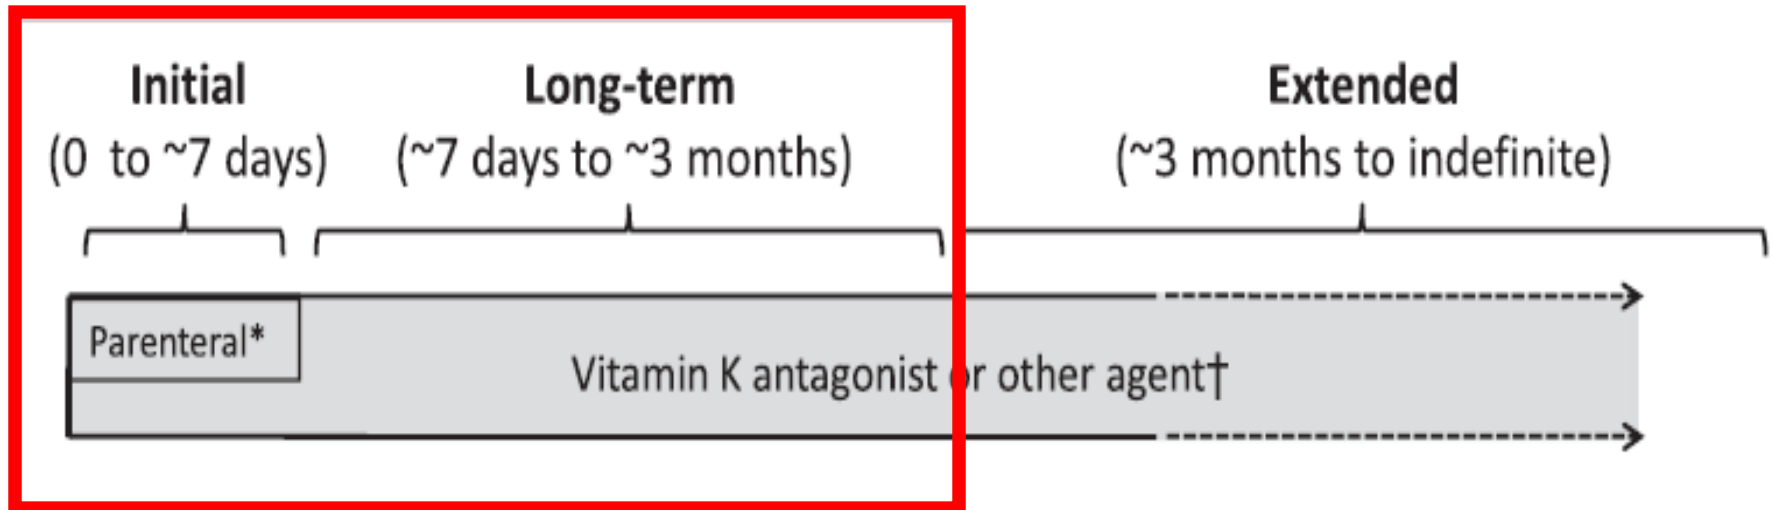 Initial
(0 to ~7 days)
Long-term
(~7 days to ~3 months)
Extended
(~3 months to indefinite)
Parenteral*
Vitamin K antagonist or other agent†